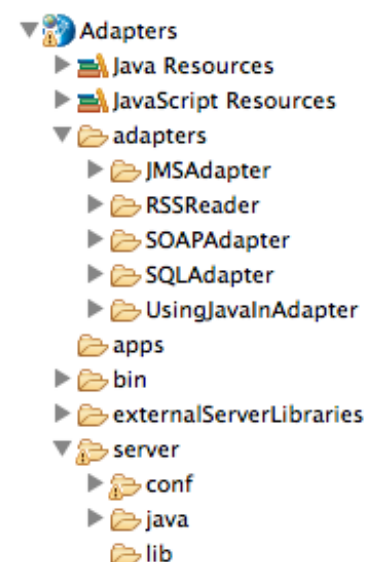 Adapters
Java Resources
JavaScript Resources
adapters
JMSAdapter
RSSReader
SOAPAdapter
SQLAdapter
UsingJavaInAdapter
apps
bin
externalServerLibraries
server
conf
java
lib